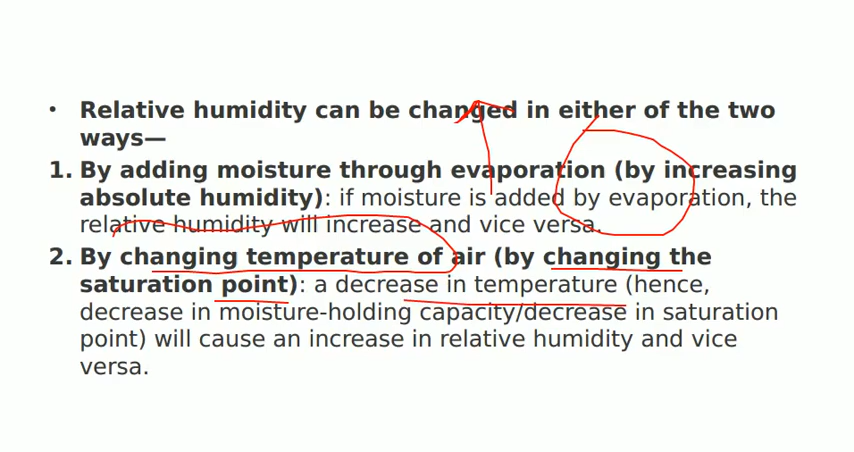 • Relative humidity can be changed in either of the two
ways—
1. By adding moisture through evaporation (by increasing
absolute humidity): if moisture is added by evaporation, the
relative humidity will increase and vice versa.
2. By changing temperature of air (by changing the
saturation point): a decrease in temperature (hence,
decrease in moisture-holding capacity/decrease in saturation
point) will cause an increase in relative humidity and vice
versa.